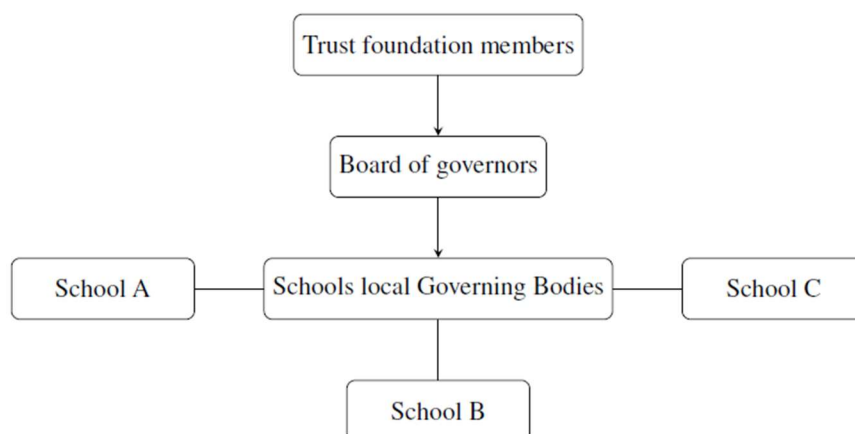 Trust foundation members
Board of governors
School A
Schools local Governing Bodies
School C
School B